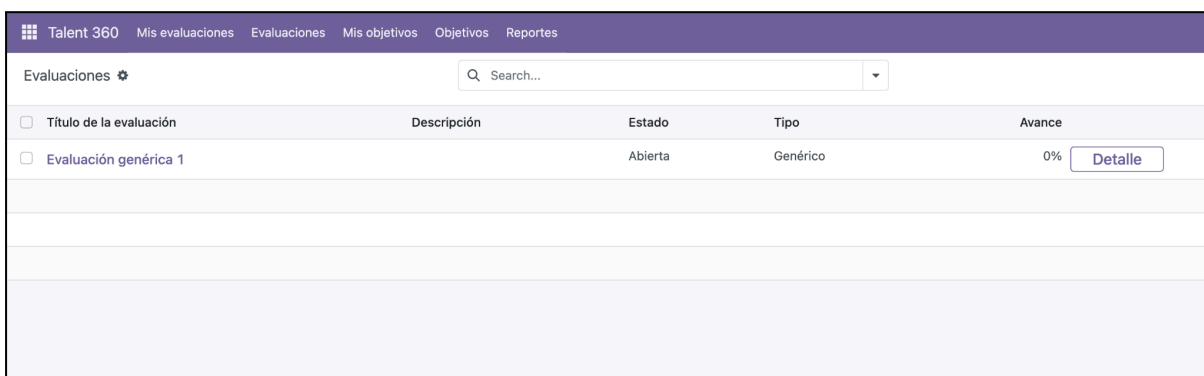 Talent 360 Mis evaluaciones Evaluaciones Mis objetivos Objetivos Reportes
Evaluaciones Search...
Título de la evaluación Descripción Estado Tipo Avance
Evaluación genérica 1 Abierta Genérico 0% Detalle